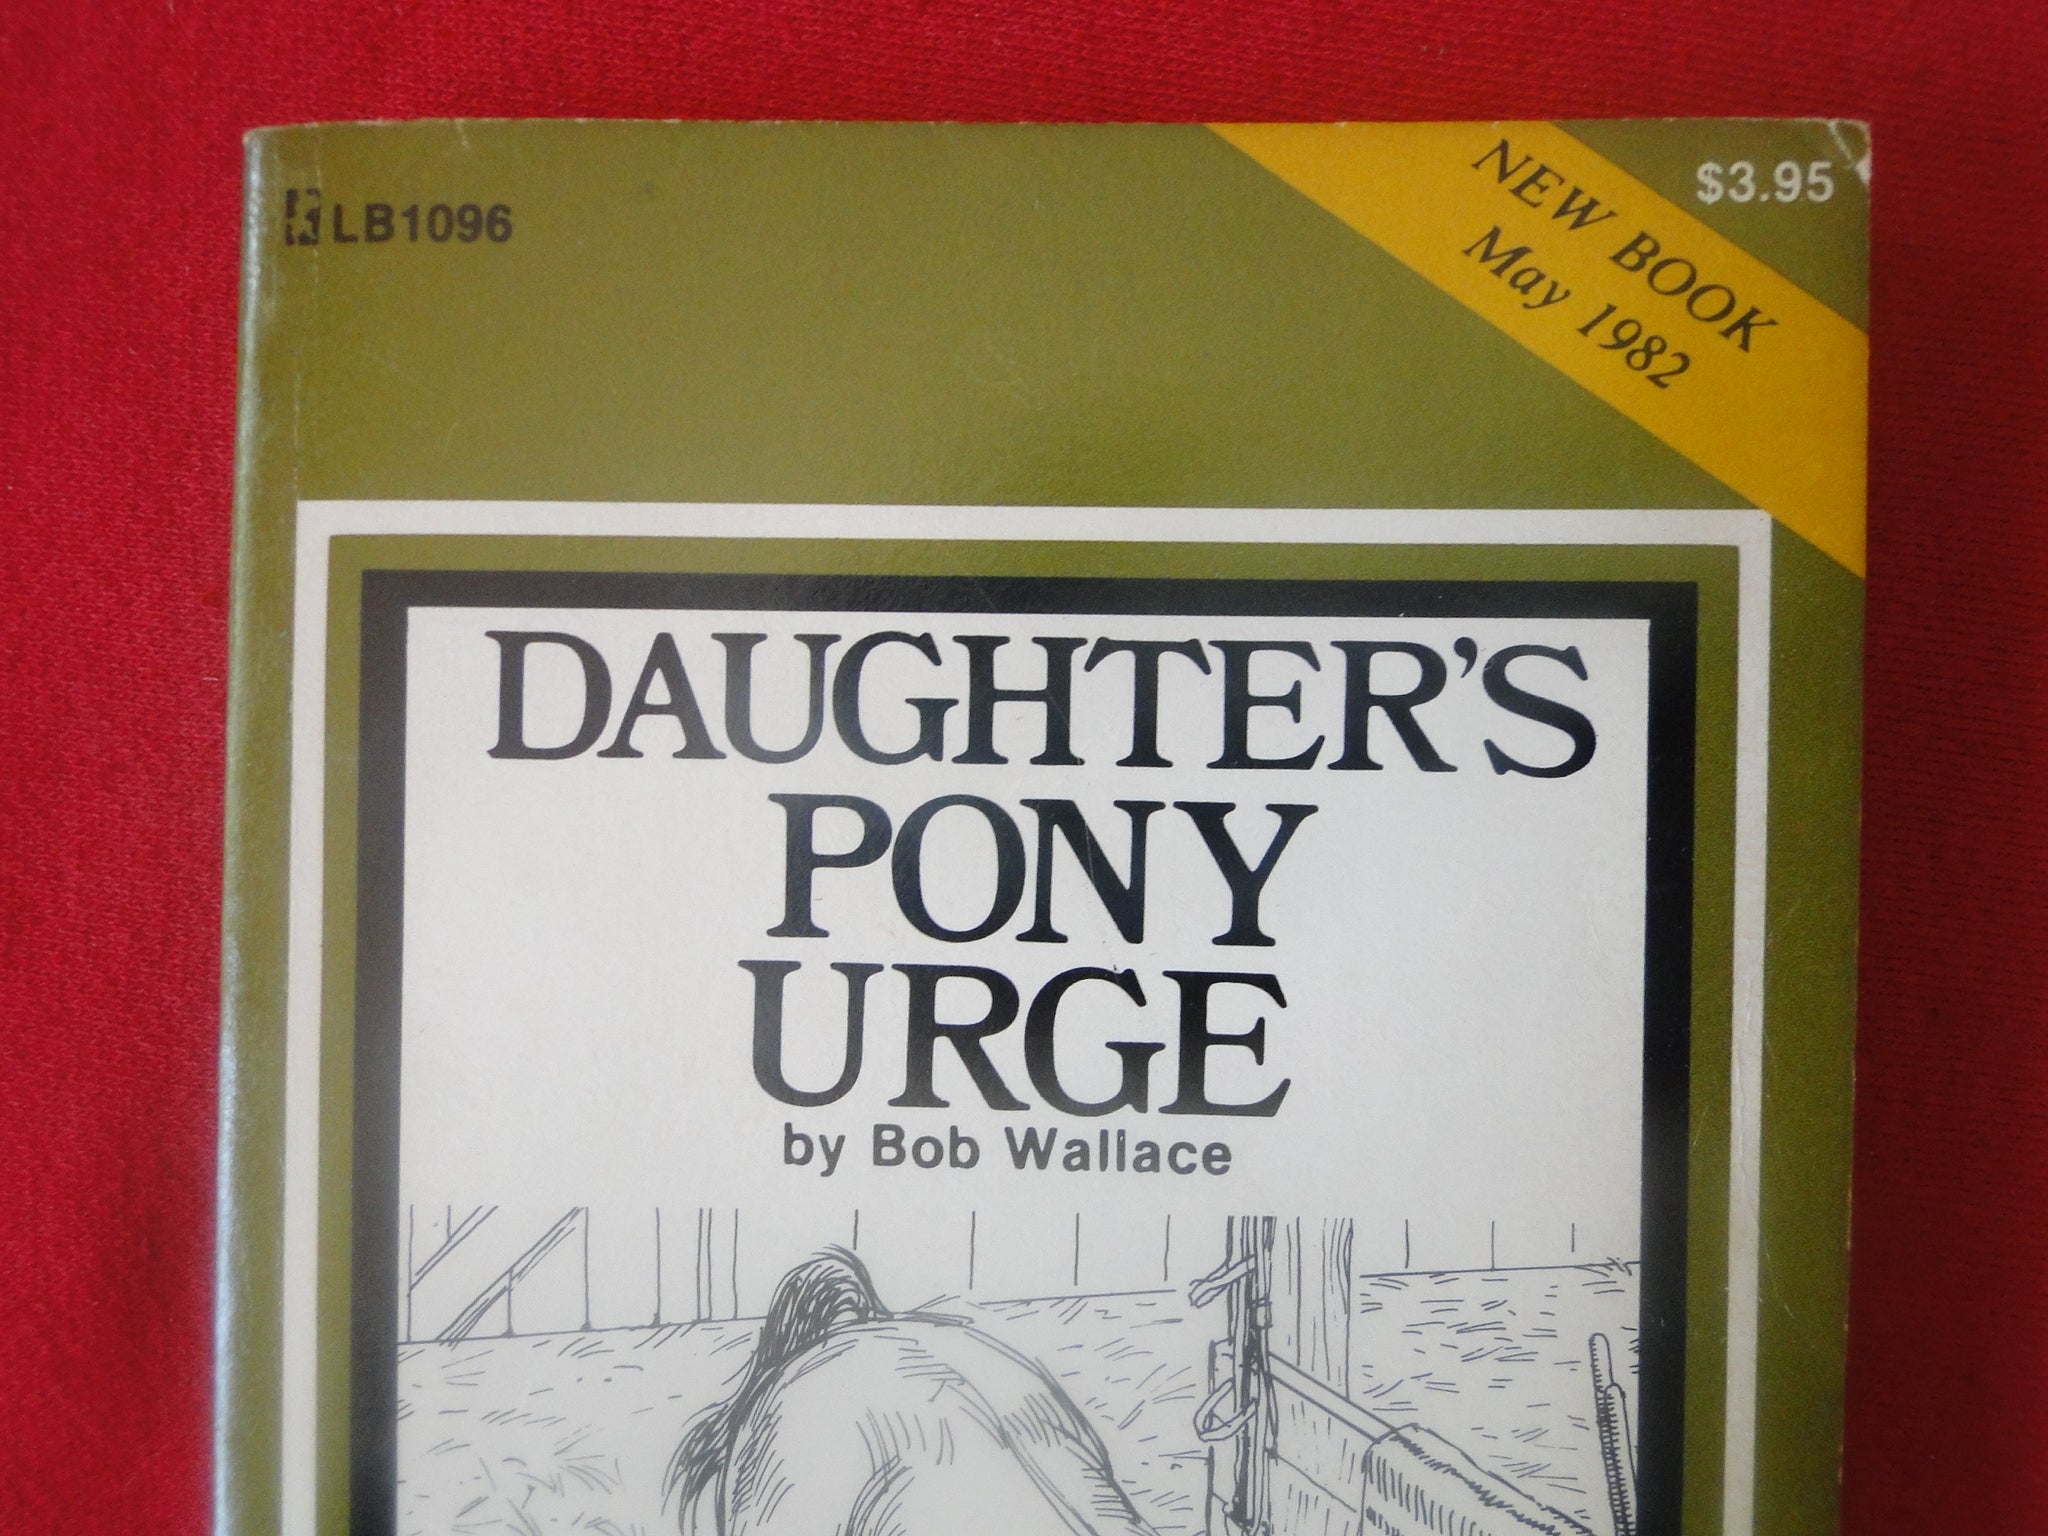 LB1096
$3.95
NEW BOOK
May 1982
DAUGHTER'S
PONY
URGE
by Bob Wallace